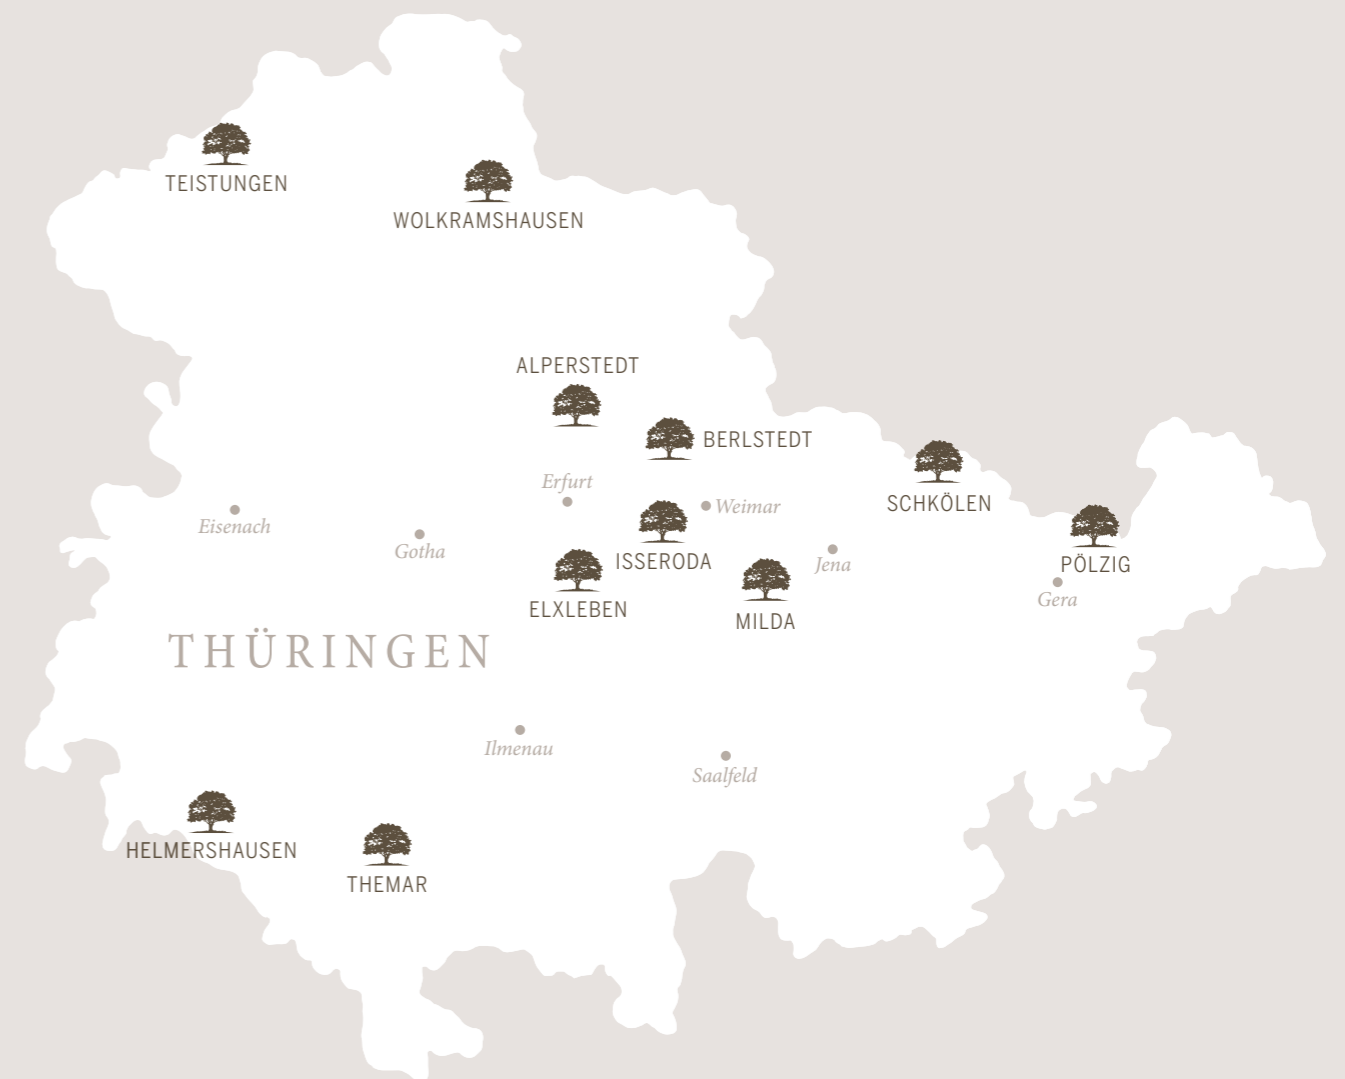 TEISTUNGEN
WOLKRAMSHAUSEN
ALPERSTEDT
BERLSTEDT
Erfurt
SCHKÖLEN
Weimar
Eisenach
Gotha
ISSERODA
Jena
PÖLZIG
Gera
ELXLEBEN
MILDA
THÜRINGEN
Ilmenau
Saalfeld
HELMERSHAUSEN
THEMAR